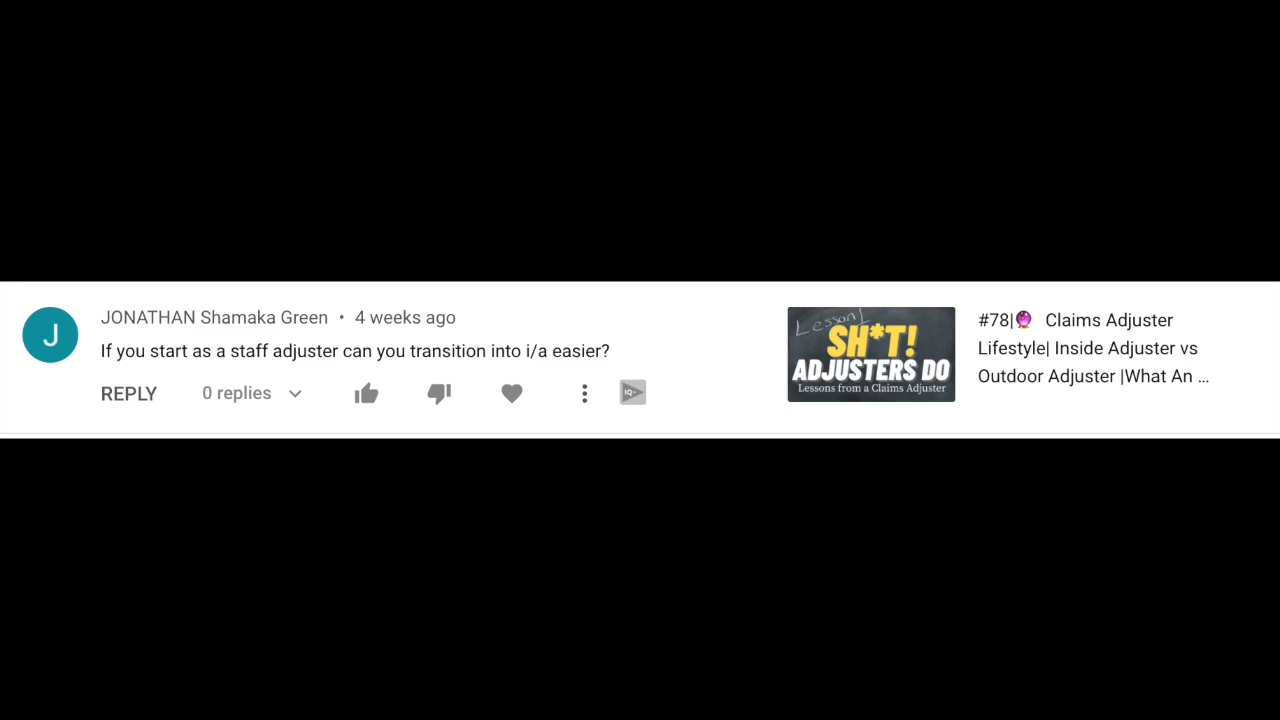 J
JONATHAN Shamaka Green • 4 weeks ago
If you start as a staff adjuster can you transition into i/a easier?
REPLY 0 replies
IQ
Lesson 1
SH*T!
ADJUSTERS DO
Lessons from a Claims Adjuster
#78|🔮 Claims Adjuster
Lifestyle| Inside Adjuster vs
Outdoor Adjuster |What An ...